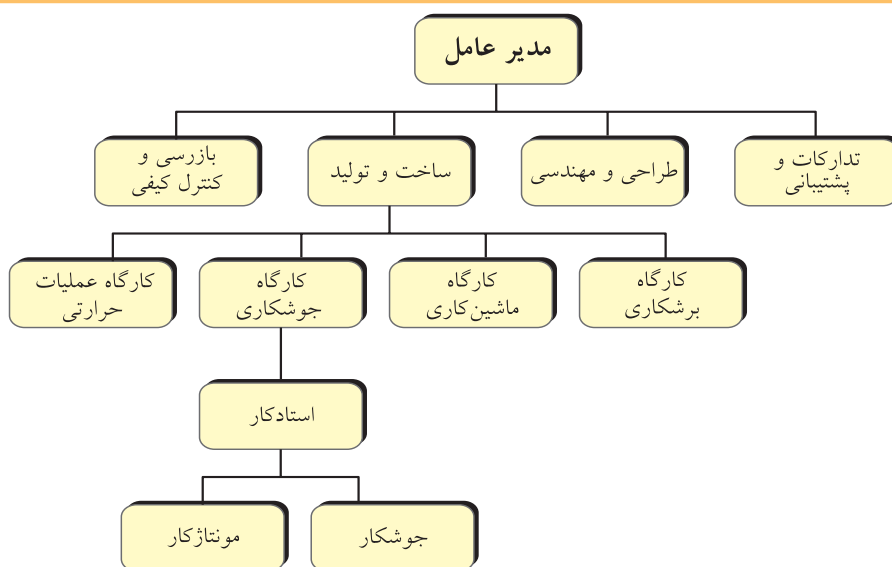 مدیر عامل
تدارکات و
پشتیبانی
طراحی و مهندسی
ساخت و تولید
بازرسی و
کنترل کیفی
کارگاه
برشکاری
کارگاه
ماشین‌کاری
کارگاه
جوشکاری
کارگاه عملیات
حرارتی
استادکار
جوشکار
مونتاژکار